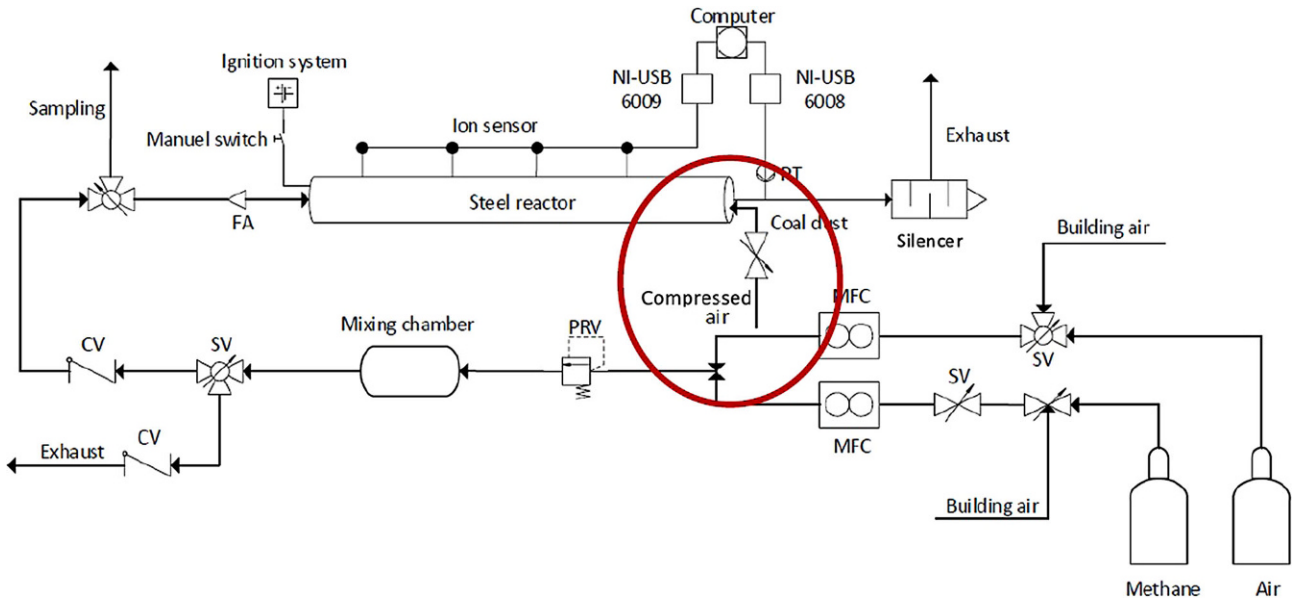 Computer
Ignition system
NI-USB
6009
NI-USB
6008
Sampling
Exhaust
Manuel switch
Ion sensor
PT
Steel reactor
FA
Coal dust
Silencer
Building air
Compressed
air
MFC
Mixing chamber
PRV
CV
SV
SV
SV
MFC
Exhaust
CV
Building air
Methane
Air